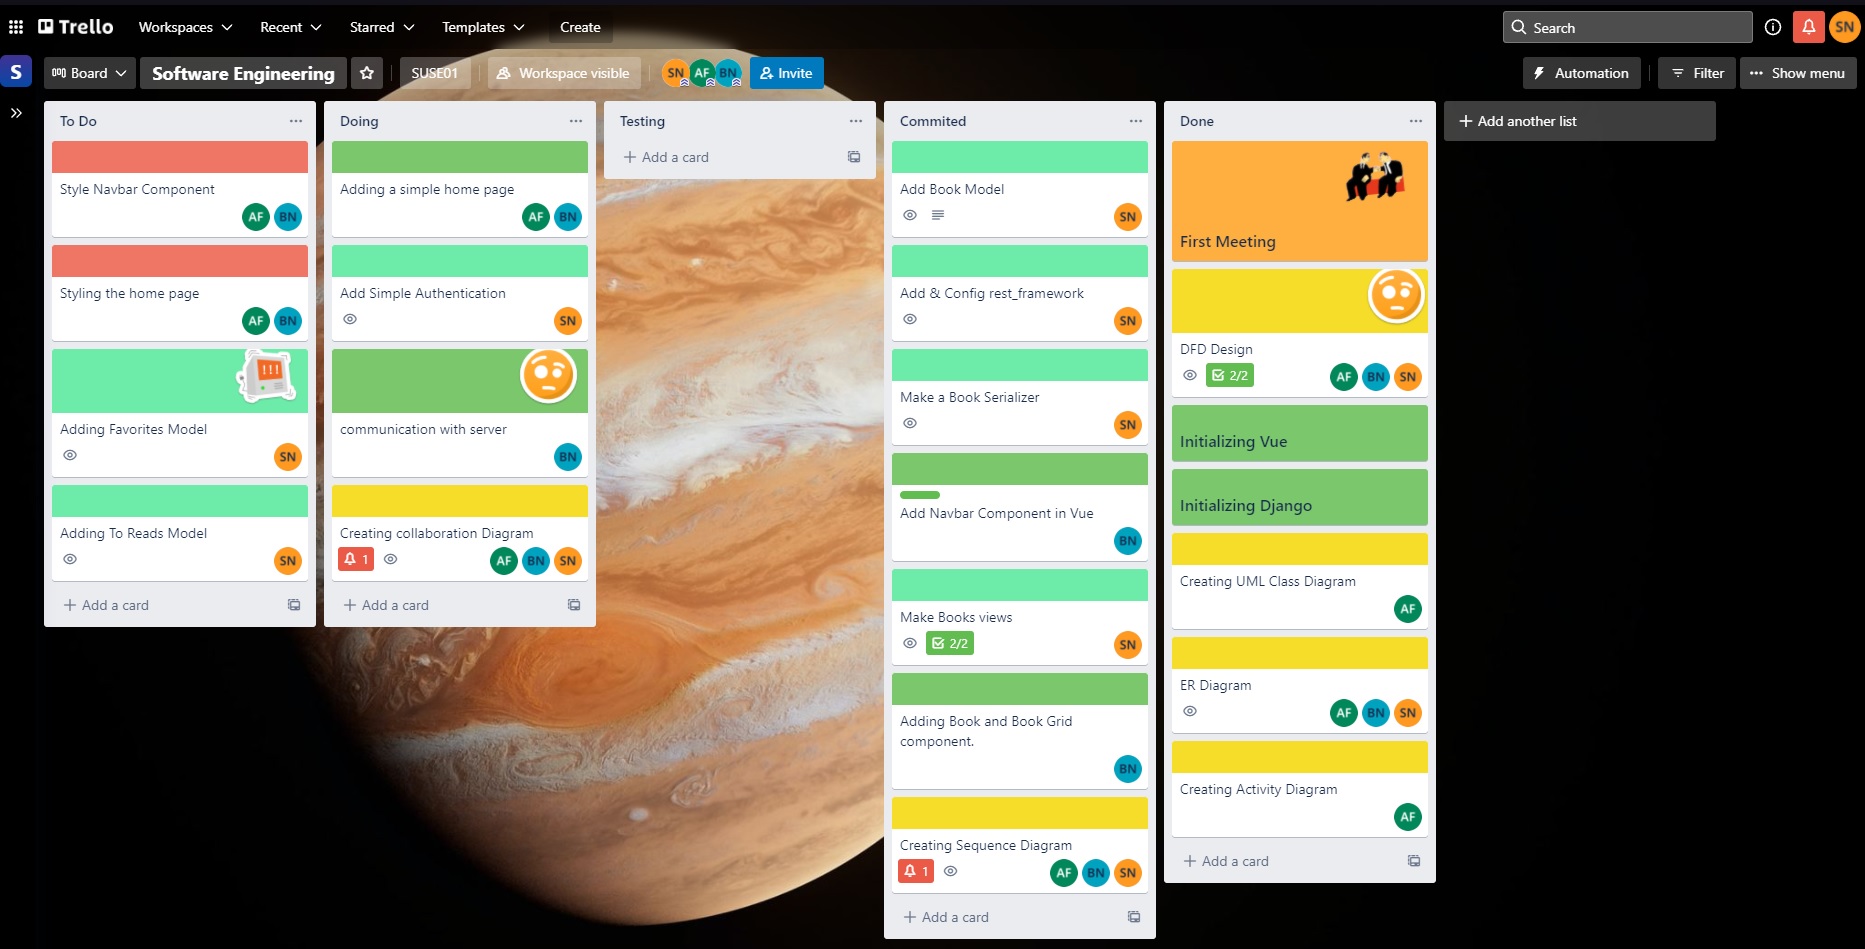 Trello
Workspaces
Recent
Starred
Templates
Create
Search
SN
S
Board
Software Engineering
SUSE01
Workspace visible
SN AF BN
Invite
Automation
Filter
Show menu
To Do
Style Navbar Component
AF BN
Styling the home page
AF BN
!!!
Adding Favorites Model
SN
Adding To Reads Model
SN
Add a card
Doing
Adding a simple home page
AF BN
Add Simple Authentication
SN
communication with server
BN
Creating collaboration Diagram
1
AF BN SN
Add a card
Testing
Add a card
Commited
Add Book Model
SN
Add & Config rest_framework
SN
Make a Book Serializer
SN
Add Navbar Component in Vue
BN
Make Books views
2/2
SN
Adding Book and Book Grid
component.
BN
Creating Sequence Diagram
1
AF BN SN
Add a card
Done
First Meeting
DFD Design
2/2
AF BN SN
Initializing Vue
Initializing Django
Creating UML Class Diagram
AF
ER Diagram
AF BN SN
Creating Activity Diagram
AF
Add a card
Add another list